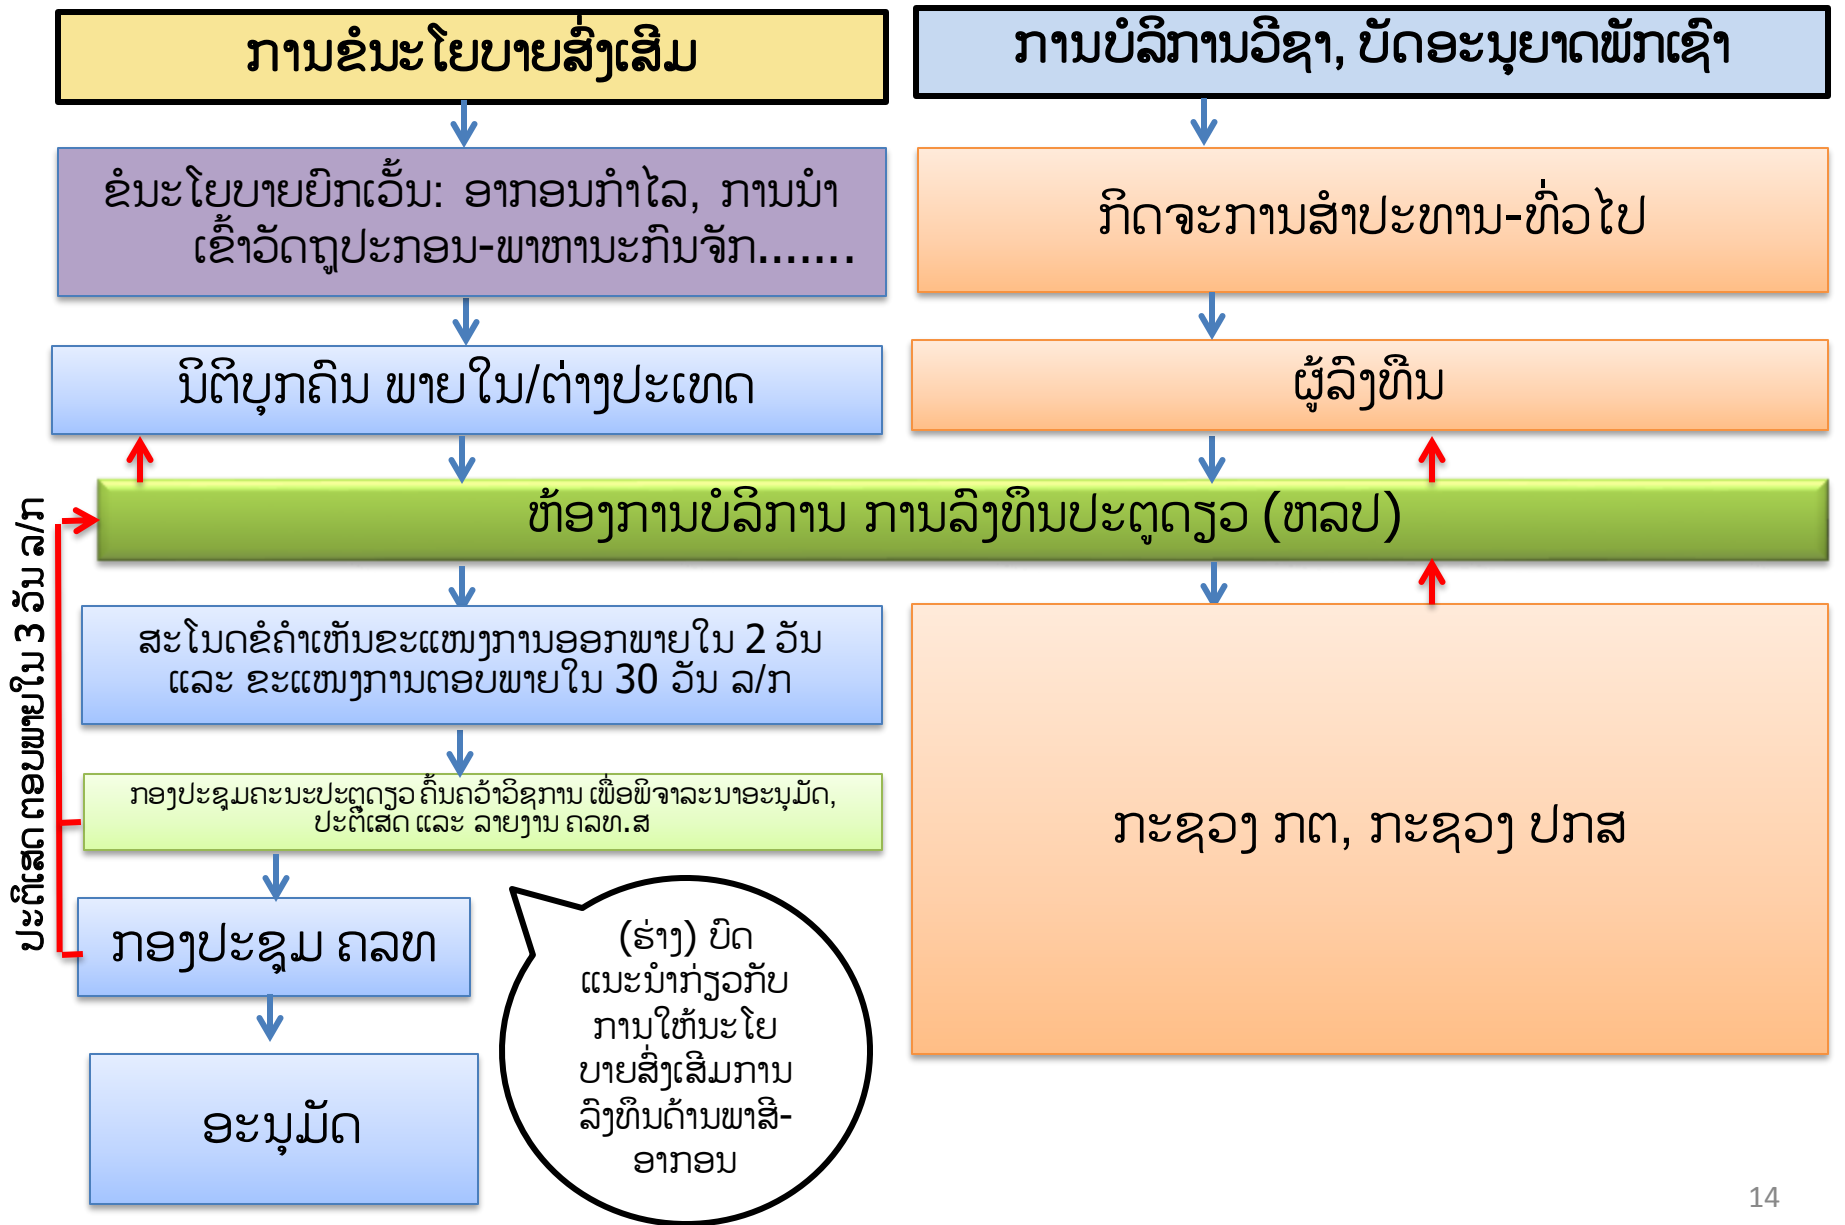 ການຂໍນະໂຍບາຍສົ່ງເສີມ
ຂໍນະໂຍບາຍຍົກເວັ້ນ: ອາກອນກຳໄລ, ການນຳ
ເຂົ້າວັດຖູປະກອນ-ພາຫານະກົນຈັກ.......
ນິຕິບຸກຄົນ ພາຍໃນ/ຕ່າງປະເທດ
ການບໍລິການວີຊາ, ບັດອະນຸຍາດພັກເຊົາ
ກິດຈະການສຳປະທານ-ທົ່ວໄປ
ຜູ້ລົງທຶນ
ຫ້ອງການບໍລິການ ການລົງທຶນປະຕູດຽວ (ຫລປ)
ປະຕິເສດ ຕອບພາຍໃນ 3 ວັນ ລ/ກ
ສະໂນດຂໍຄຳເຫັນຂະແໜງການອອກພາຍໃນ 2 ວັນ
ແລະ ຂະແໜງການຕອບພາຍໃນ 30 ວັນ ລ/ກ
ກອງປະຊຸມຄະນະປະຕູດຽວ ຄົ້ນຄວ້າວິຊການ ເພື່ອພິຈາລະນາອະນຸມັດ,
ປະຕິເສດ ແລະ ລາຍງານ ຄລທ.ສ
ກອງປະຊຸມ ຄລທ
ອະນຸມັດ
(ຮ່າງ) ບົດ
ແນະນຳກ່ຽວກັບ
ການໃຫ້ນະໂຍ
ບາຍສົ່ງເສີມການ
ລົງທຶນດ້ານພາສີ-
ອາກອນ
ກະຊວງ ກຕ, ກະຊວງ ປກສ
14